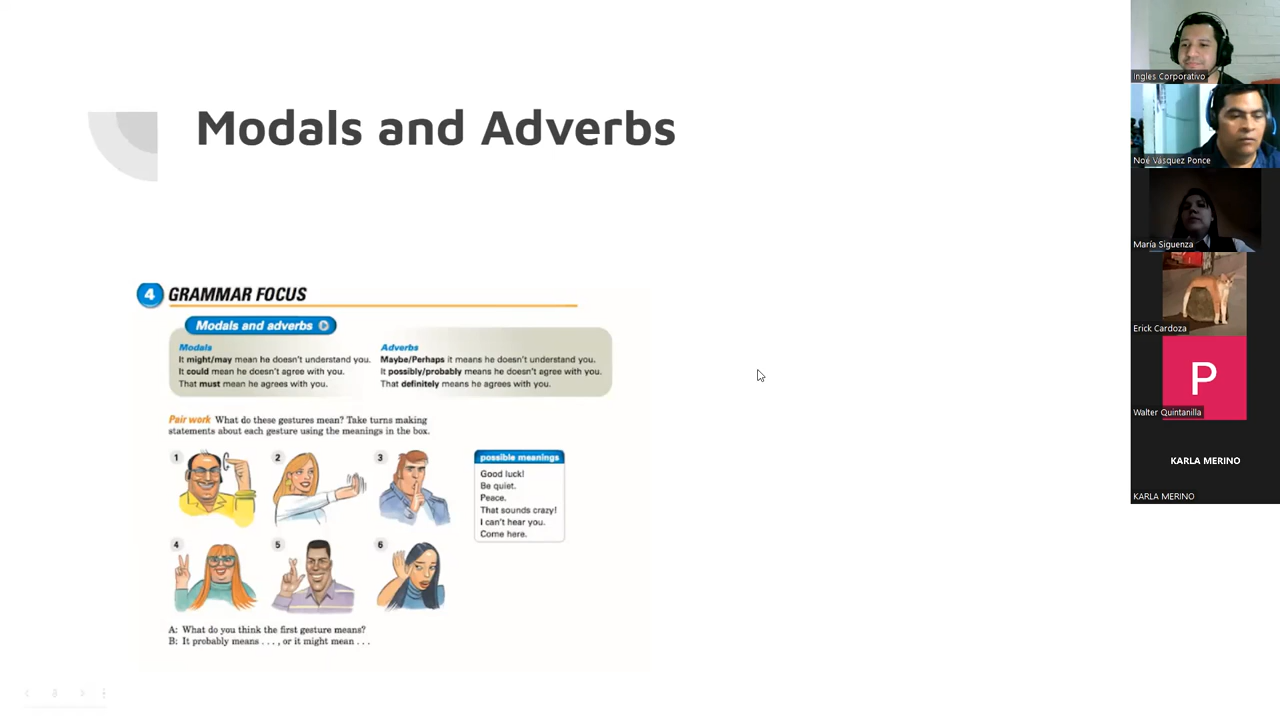 Modals and Adverbs
4 GRAMMAR FOCUS
Modals and adverbs
Modals
It might/may mean he doesn't understand you.
It could mean he doesn't agree with you.
That must mean he agrees with you.
Adverbs
Maybe/Perhaps it means he doesn't understand you.
It possibly/probably means he doesn't agree with you.
That definitely means he agrees with you.
Pair work What do these gestures mean? Take turns making
statements about each gesture using the meanings in the box.
1
2
3
4
5
6
possible meanings
Good luck!
Be quiet.
Peace.
That sounds crazy!
I can't hear you.
Come here.
A: What do you think the first gesture means?
B: It probably means . . . , or it might mean . . .
8
Ingles Corporativo
Noé Vásquez Ponce
María Siguenza
Erick Cardoza
P
Walter Quintanilla
KARLA MERINO
KARLA MERINO